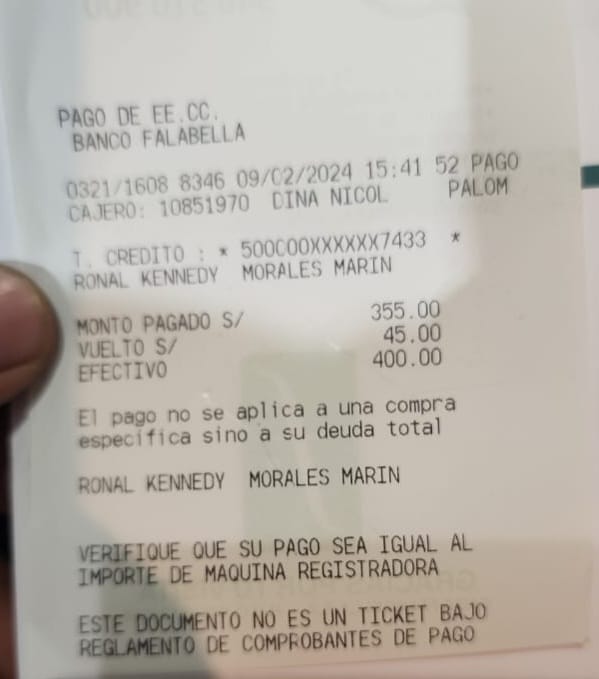 PAGO DE EE.CC.
BANCO FALABELLA
0321/1608 8346 09/02/2024 15:41 52 PAGO
CAJERO: 10851970 DINA NICOL PALOM
T. CREDITO : * 500C00XXXXXX7433 *
RONAL KENNEDY MORALES MARIN
MONTO PAGADO S/ 355.00
VUELTO S/ 45.00
EFECTIVO 400.00
El pago no se aplica a una compra
especifica sino a su deuda total
RONAL KENNEDY MORALES MARIN
VERIFIQUE QUE SU PAGO SEA IGUAL AL
IMPORTE DE MAQUINA REGISTRADORA
ESTE DOCUMENTO NO ES UN TICKET BAJO
REGLAMENTO DE COMPROBANTES DE PAGO